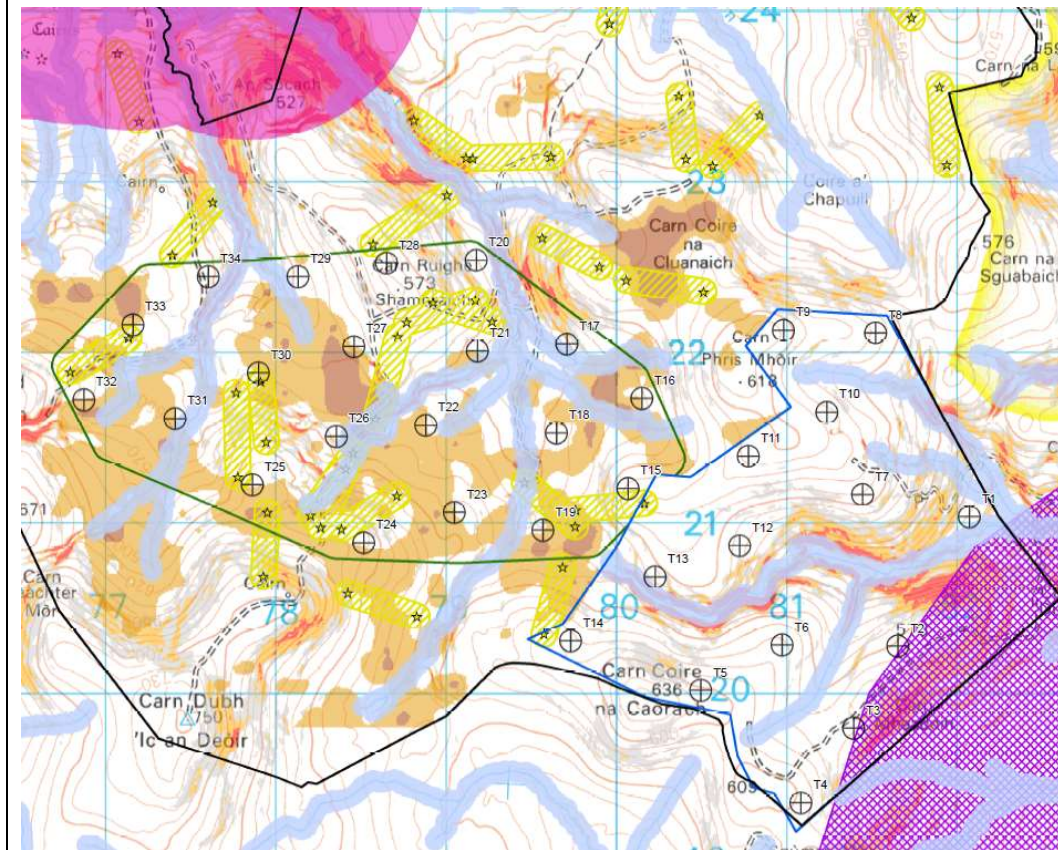 24
An Socach
527
Carn na L
Cairn
23
Coire a'
Chapuill
Carn Coire
na
Cluanaich
576
Carn na
Sguabaich
T20
T28
T34
T29
Carn Ruighe
573
T33
T9
T8
T21
T17
T27
22
Phris Mhòir
618
T30
T32
T16
T10
T31
T22
T26
T18
T11
T15
T25
T7
T1
T23
671
T19
21
T12
T24
T13
Carn
Mòr
Cairn
77
78
80
81
T14
T6
T2
Carn Coire
T5
636
20
na Caorach
Carn Dubh
750
'Ic an Deòir
T3
609
T4